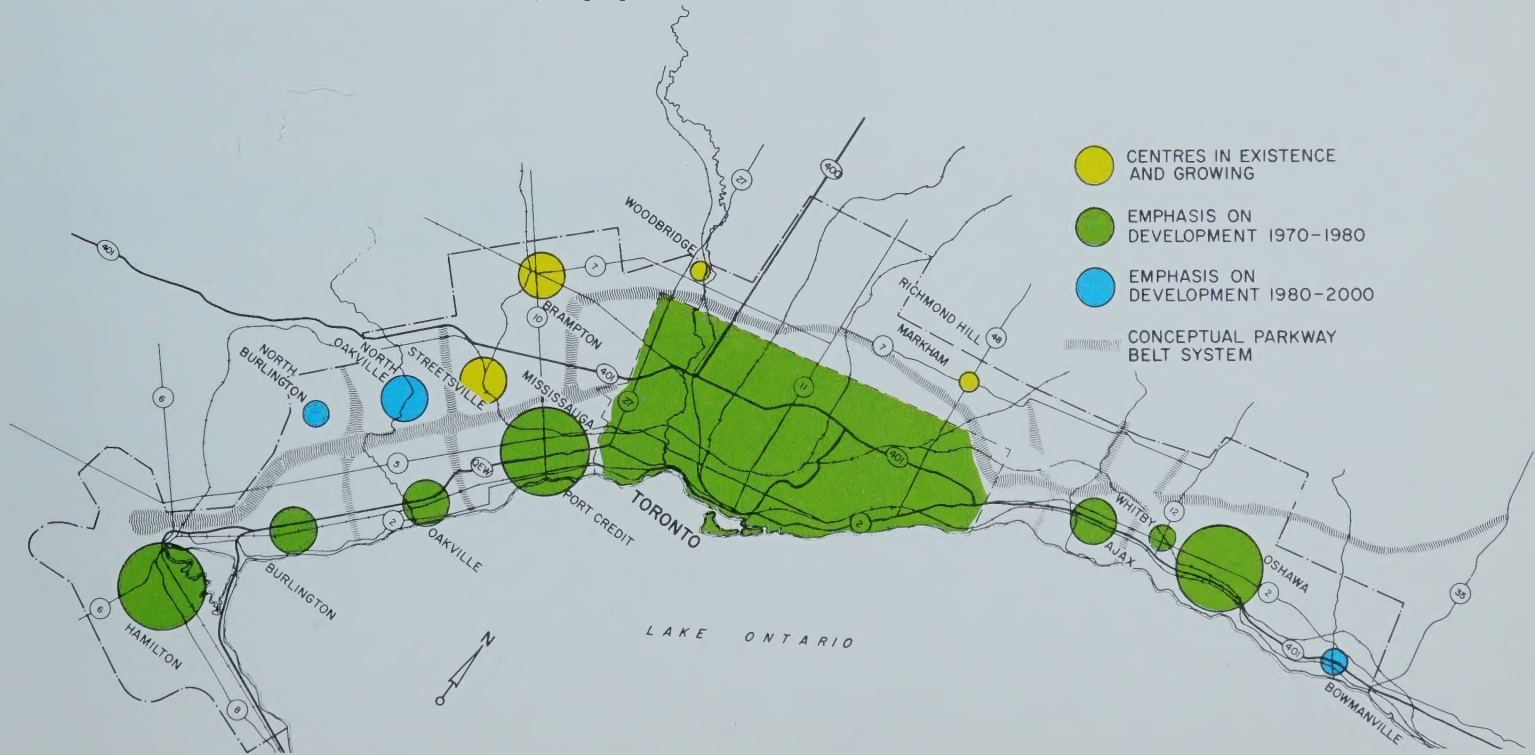 CENTRES IN EXISTENCE
AND GROWING
EMPHASIS ON
DEVELOPMENT 1970-1980
EMPHASIS ON
DEVELOPMENT 1980-2000
CONCEPTUAL PARKWAY
BELT SYSTEM
401
6
6
8
NORTH
BURLINGTON
NORTH
OAKVILLE
STREETSVILLE
BRAMPTON
7
10
WOODBRIDGE
27
400
MISSISSAUGA
401
27
11
RICHMOND HILL
MARKHAM
7
48
401
5
QEW
2
HAMILTON
BURLINGTON
OAKVILLE
PORT CREDIT
TORONTO
2
AJAX
WHITBY
12
OSHAWA
2
35
401
BOWMANVILLE
LAKE ONTARIO
N